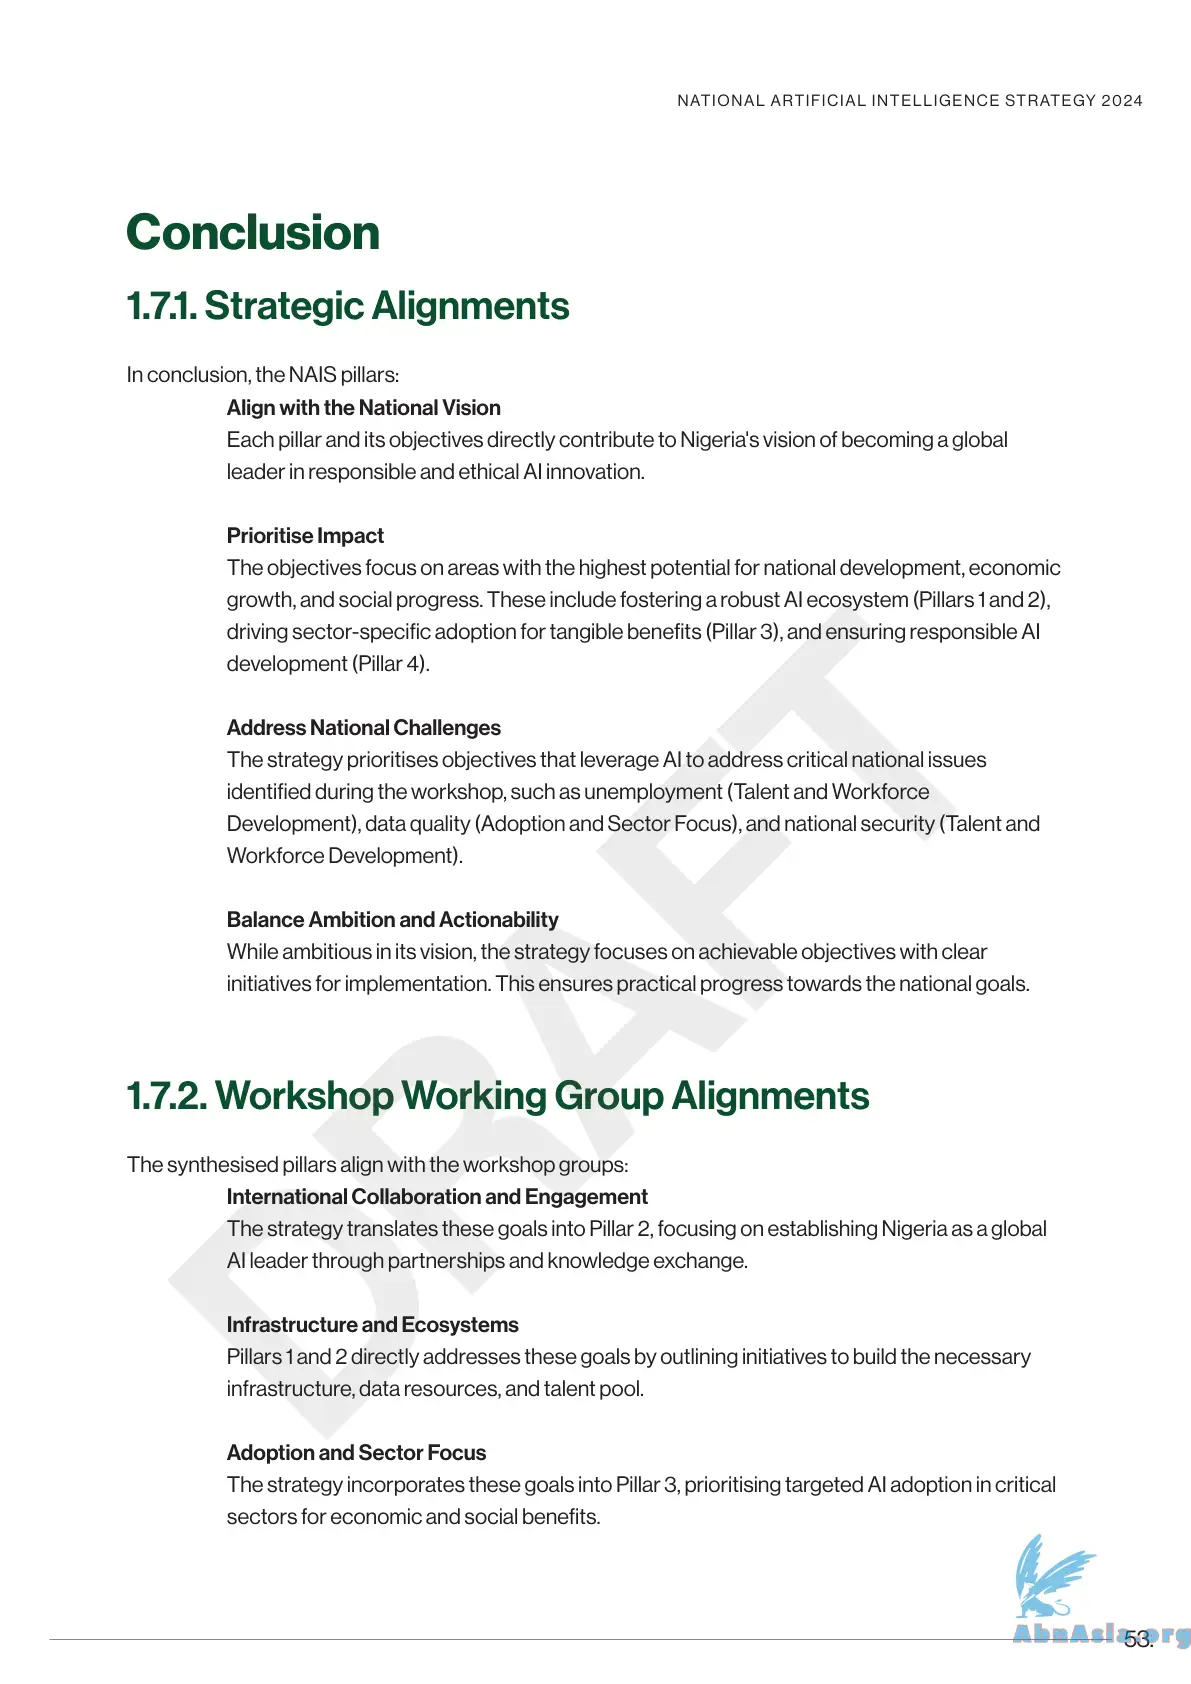 NATIONAL ARTIFICIAL INTELLIGENCE STRATEGY 2024
Conclusion
1.7.1. Strategic Alignments
In conclusion, the NAIS pillars:
Align with the National Vision
Each pillar and its objectives directly contribute to Nigeria's vision of becoming a global
leader in responsible and ethical AI innovation.
Prioritise Impact
The objectives focus on areas with the highest potential for national development, economic
growth, and social progress. These include fostering a robust AI ecosystem (Pillars 1 and 2),
driving sector-specific adoption for tangible benefits (Pillar 3), and ensuring responsible AI
development (Pillar 4).
Address National Challenges
The strategy prioritises objectives that leverage AI to address critical national issues
identified during the workshop, such as unemployment (Talent and Workforce
Development), data quality (Adoption and Sector Focus), and national security (Talent and
Workforce Development).
Balance Ambition and Actionability
While ambitious in its vision, the strategy focuses on achievable objectives with clear
initiatives for implementation. This ensures practical progress towards the national goals.
1.7.2. Workshop Working Group Alignments
The synthesised pillars align with the workshop groups:
International Collaboration and Engagement
The strategy translates these goals into Pillar 2, focusing on establishing Nigeria as a global
AI leader through partnerships and knowledge exchange.
Infrastructure and Ecosystems
Pillars 1 and 2 directly addresses these goals by outlining initiatives to build the necessary
infrastructure, data resources, and talent pool.
Adoption and Sector Focus
The strategy incorporates these goals into Pillar 3, prioritising targeted AI adoption in critical
sectors for economic and social benefits.
DRAFT
AbnAsia.org
53.